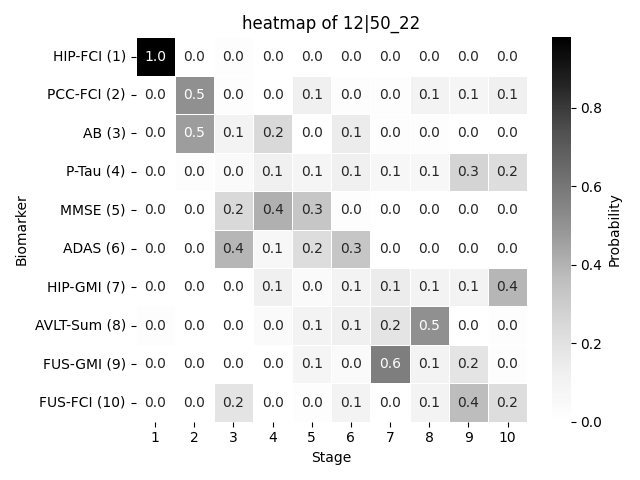 heatmap of 12|50_22
HIP-FCI (1) 1.0 0.0 0.0 0.0 0.0 0.0 0.0 0.0 0.0 0.0
PCC-FCI (2) 0.0 0.5 0.0 0.0 0.1 0.0 0.0 0.1 0.1 0.1
AB (3) 0.0 0.5 0.1 0.2 0.0 0.1 0.0 0.0 0.0 0.0
P-Tau (4) 0.0 0.0 0.0 0.1 0.1 0.1 0.1 0.1 0.3 0.2
MMSE (5) 0.0 0.0 0.2 0.4 0.3 0.0 0.0 0.0 0.0 0.0
ADAS (6) 0.0 0.0 0.4 0.1 0.2 0.3 0.0 0.0 0.0 0.0
HIP-GMI (7) 0.0 0.0 0.0 0.1 0.0 0.1 0.1 0.1 0.1 0.4
AVLT-Sum (8) 0.0 0.0 0.0 0.0 0.1 0.1 0.2 0.5 0.0 0.0
FUS-GMI (9) 0.0 0.0 0.0 0.0 0.1 0.0 0.6 0.1 0.2 0.0
FUS-FCI (10) 0.0 0.0 0.2 0.0 0.0 0.1 0.0 0.1 0.4 0.2
1 2 3 4 5 6 7 8 9 10
Stage
Biomarker
0.8
0.6
0.4
0.2
0.0
Probability